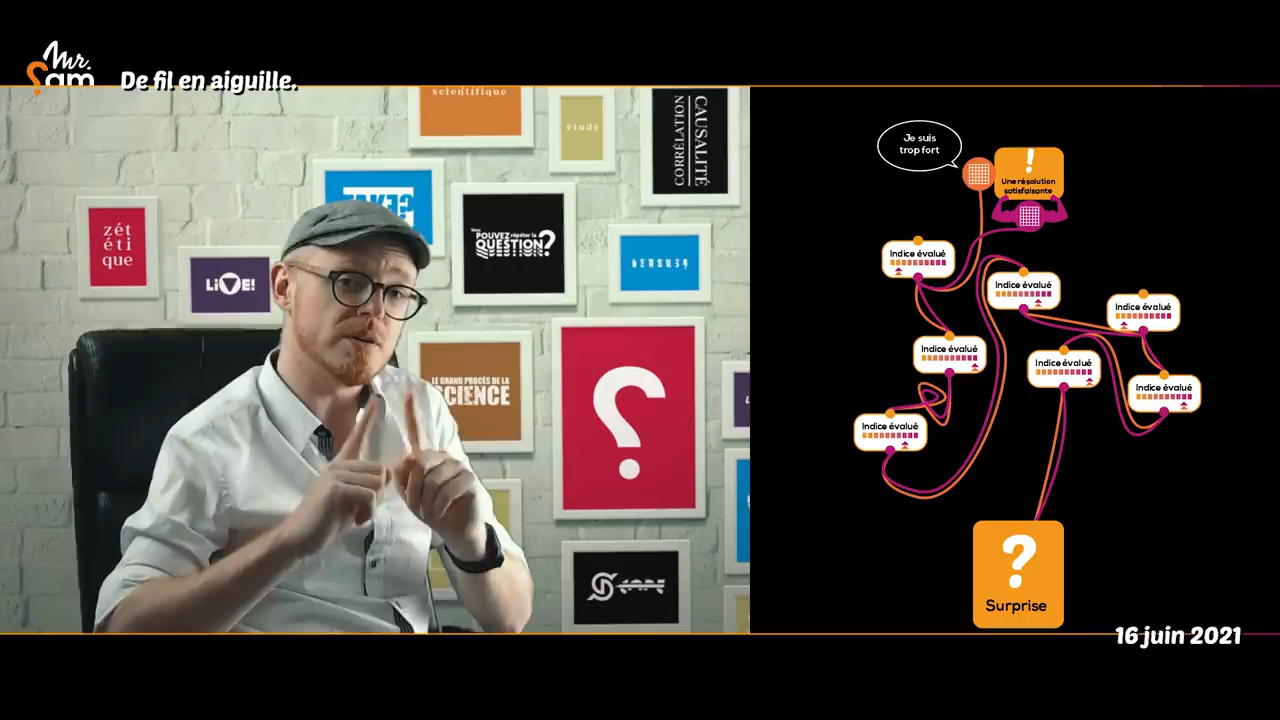 Mr.
Sam
De fil en aiguille.
scientifique
étude
CORRÉLATION
CAUSALITÉ
FAKE?
zét
éti
que
LIVE!
Vous
POUVEZ répéter la
QUESTION?
LE GRAND PROCÈS DE LA
SCIENCE
?
Je suis
trop fort
!
Une résolution
satisfaisante
Indice évalué
Indice évalué
Indice évalué
Indice évalué
Indice évalué
Indice évalué
Indice évalué
?
Surprise
16 juin 2021